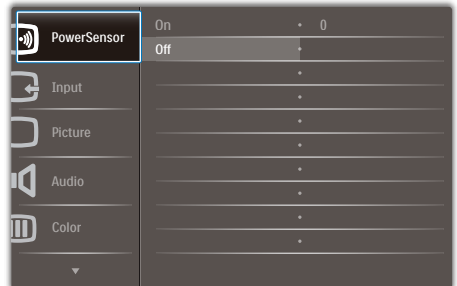 PowerSensor
Input
Picture
Audio
Color
On • 0
Off •